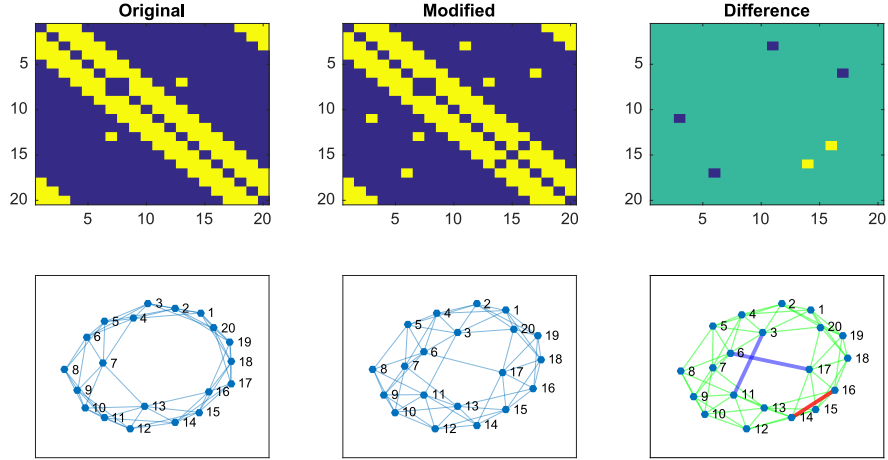 Original Modified Difference
5 5 5
10 10 10
15 15 15
20 20 20
5 10 15 20 5 10 15 20 5 10 15 20
3 2 1 4 5 20 6 19 7 18 8 17 16 9 13 15 10 11 14 12
2 4 1 5 3 20 19 6 18 7 8 17 16 9 11 13 15 10 14 12
2 4 1 5 3 20 19 6 18 7 8 17 16 9 11 13 15 10 14 12